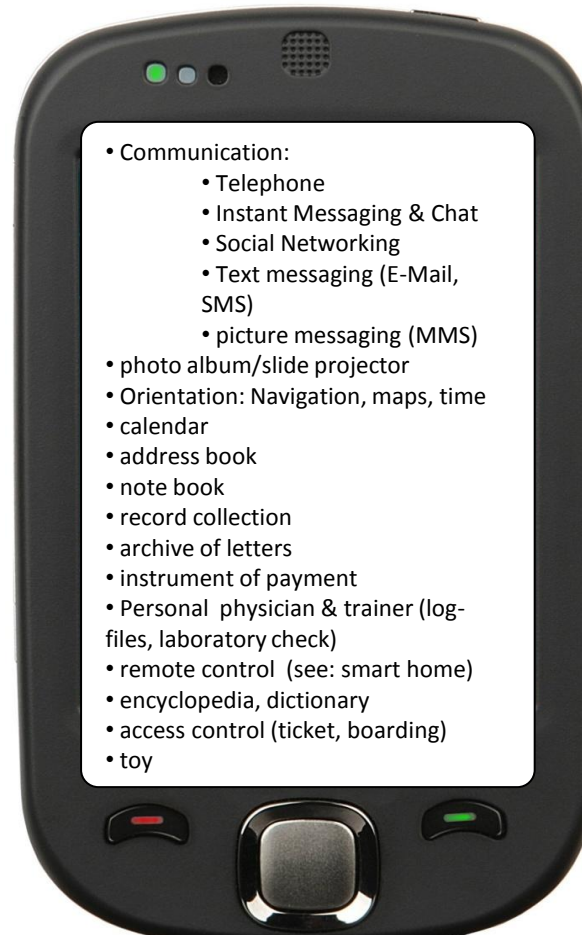 • Communication:
• Telephone
• Instant Messaging & Chat
• Social Networking
• Text messaging (E-Mail,
SMS)
• picture messaging (MMS)
• photo album/slide projector
• Orientation: Navigation, maps, time
• calendar
• address book
• note book
• record collection
• archive of letters
• instrument of payment
• Personal physician & trainer (log-
files, laboratory check)
• remote control (see: smart home)
• encyclopedia, dictionary
• access control (ticket, boarding)
• toy